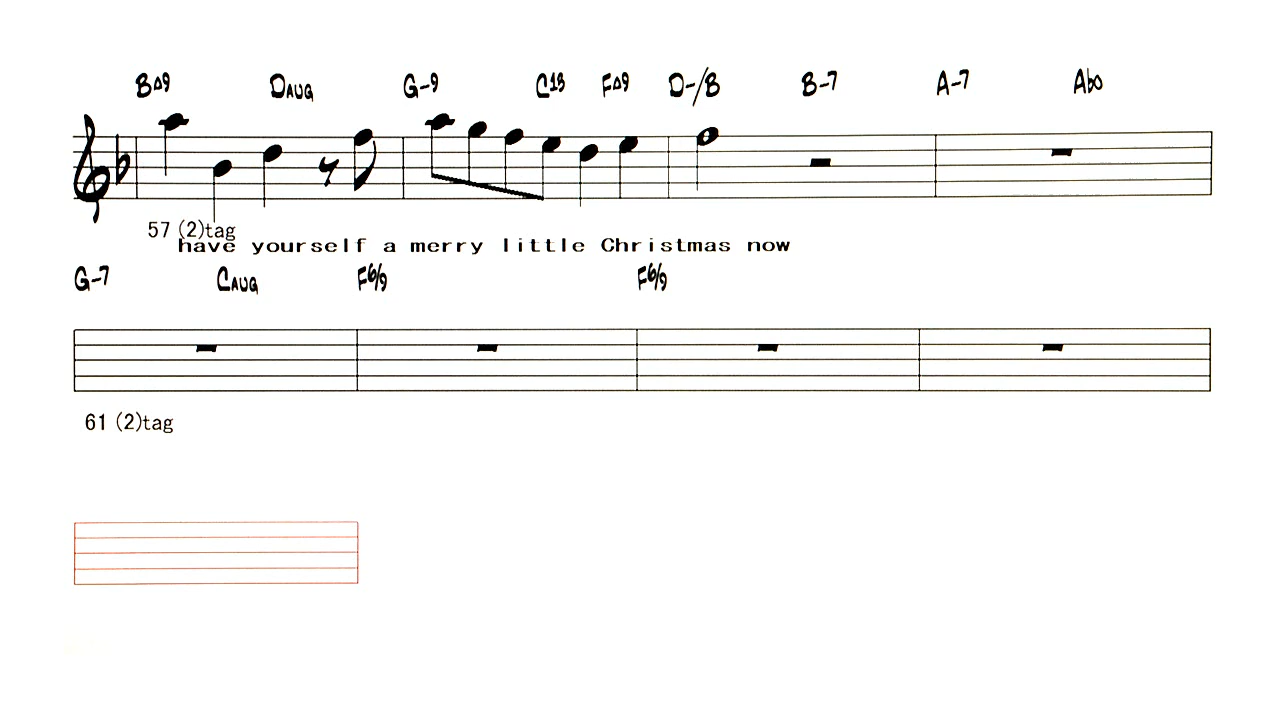 B△9 DAUG G-9 C13 F△9 D-/B B-7 A-7 Abo
57 (2)tag
have yourself a merry little Christmas now
G-7 CAUG F6/9 F6/9
61 (2)tag